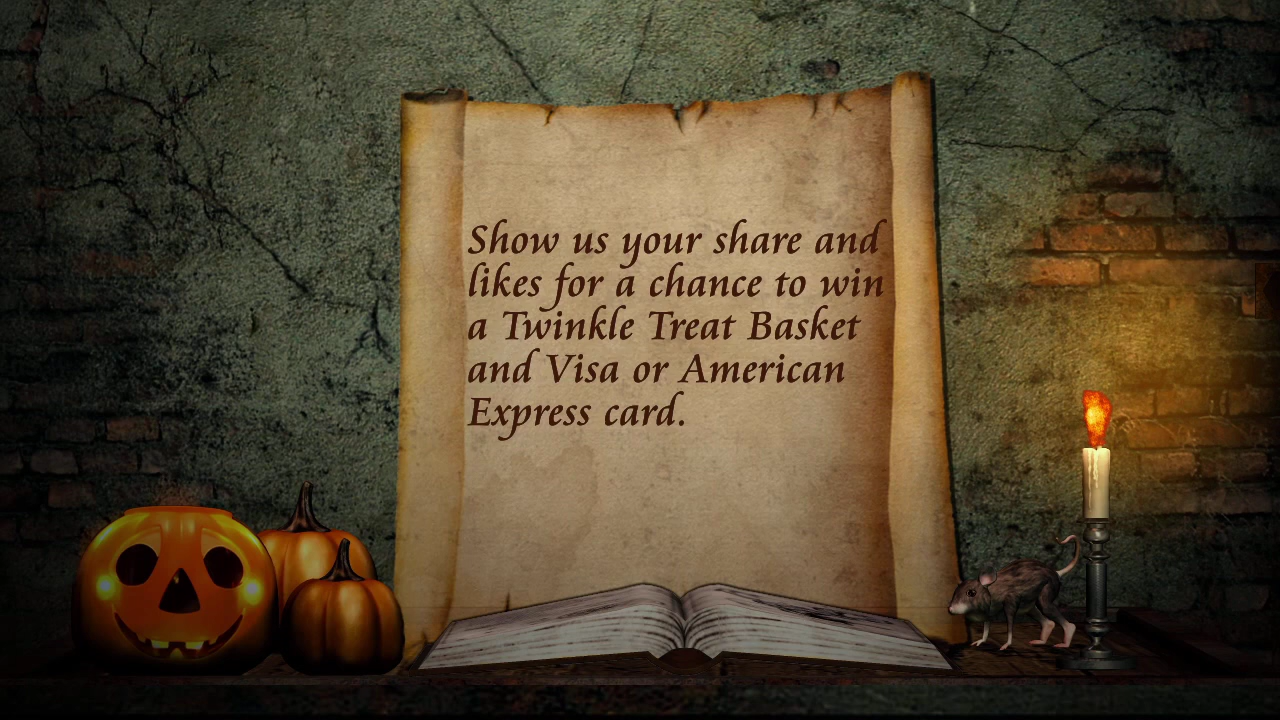 Show us your share and
likes for a chance to win
a Twinkle Treat Basket
and Visa or American
Express card.